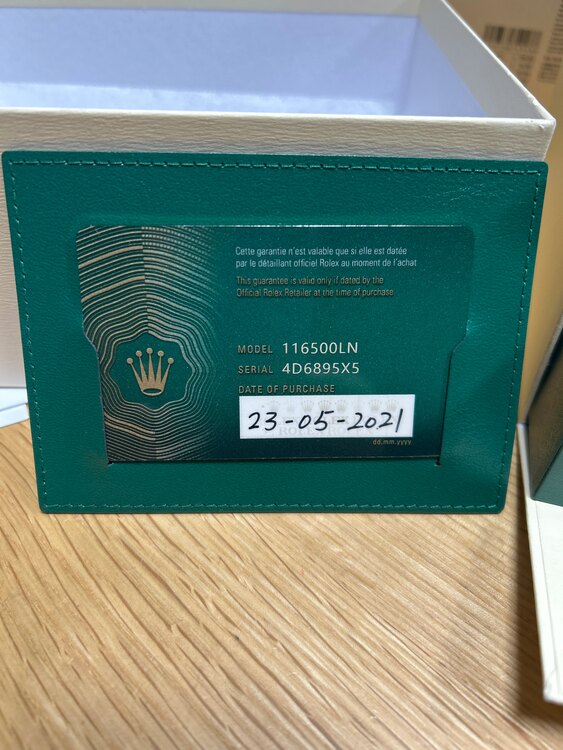 Cette garantie n'est valable que si elle est datée
par le détaillant officiel Rolex au moment de l'achat
This guarantee is valid only if dated by the
Official Rolex Retailer at the time of purchase
MODEL 116500LN
SERIAL 4D6895X5
DATE OF PURCHASE
23-05-2021
dd.mm.yyyy